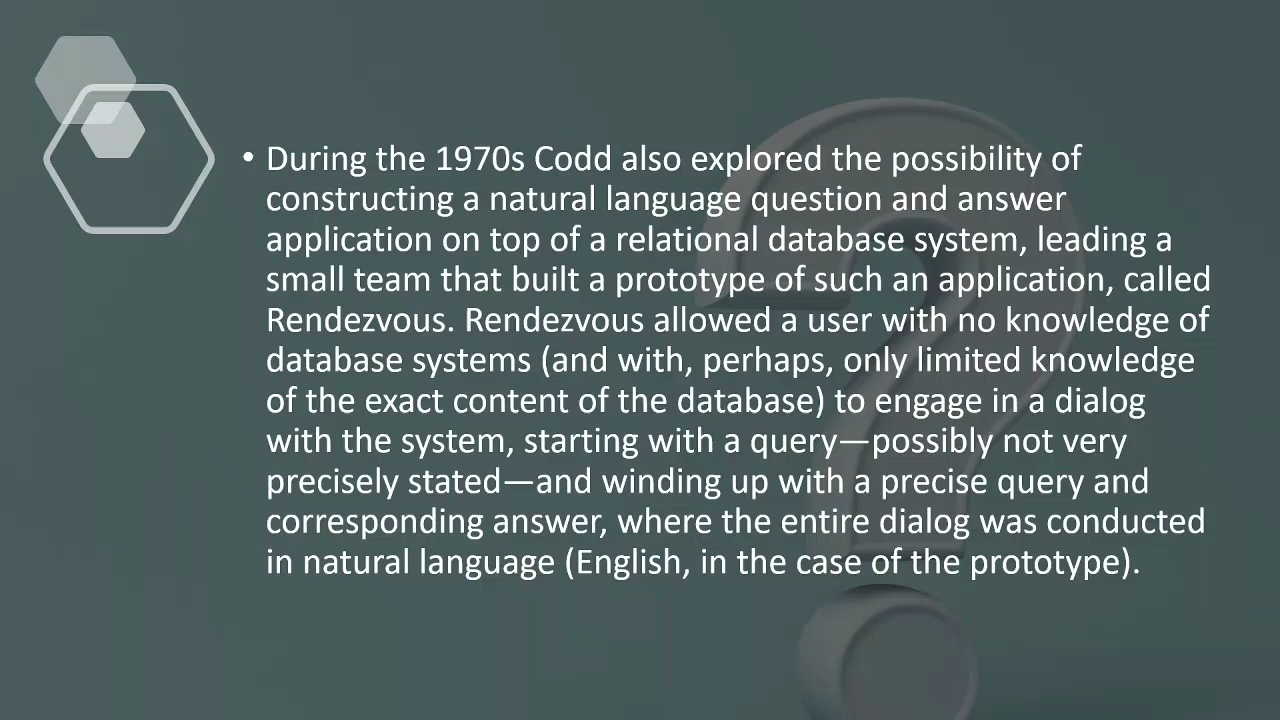 • During the 1970s Codd also explored the possibility of
constructing a natural language question and answer
application on top of a relational database system, leading a
small team that built a prototype of such an application, called
Rendezvous. Rendezvous allowed a user with no knowledge of
database systems (and with, perhaps, only limited knowledge
of the exact content of the database) to engage in a dialog
with the system, starting with a query—possibly not very
precisely stated—and winding up with a precise query and
corresponding answer, where the entire dialog was conducted
in natural language (English, in the case of the prototype).